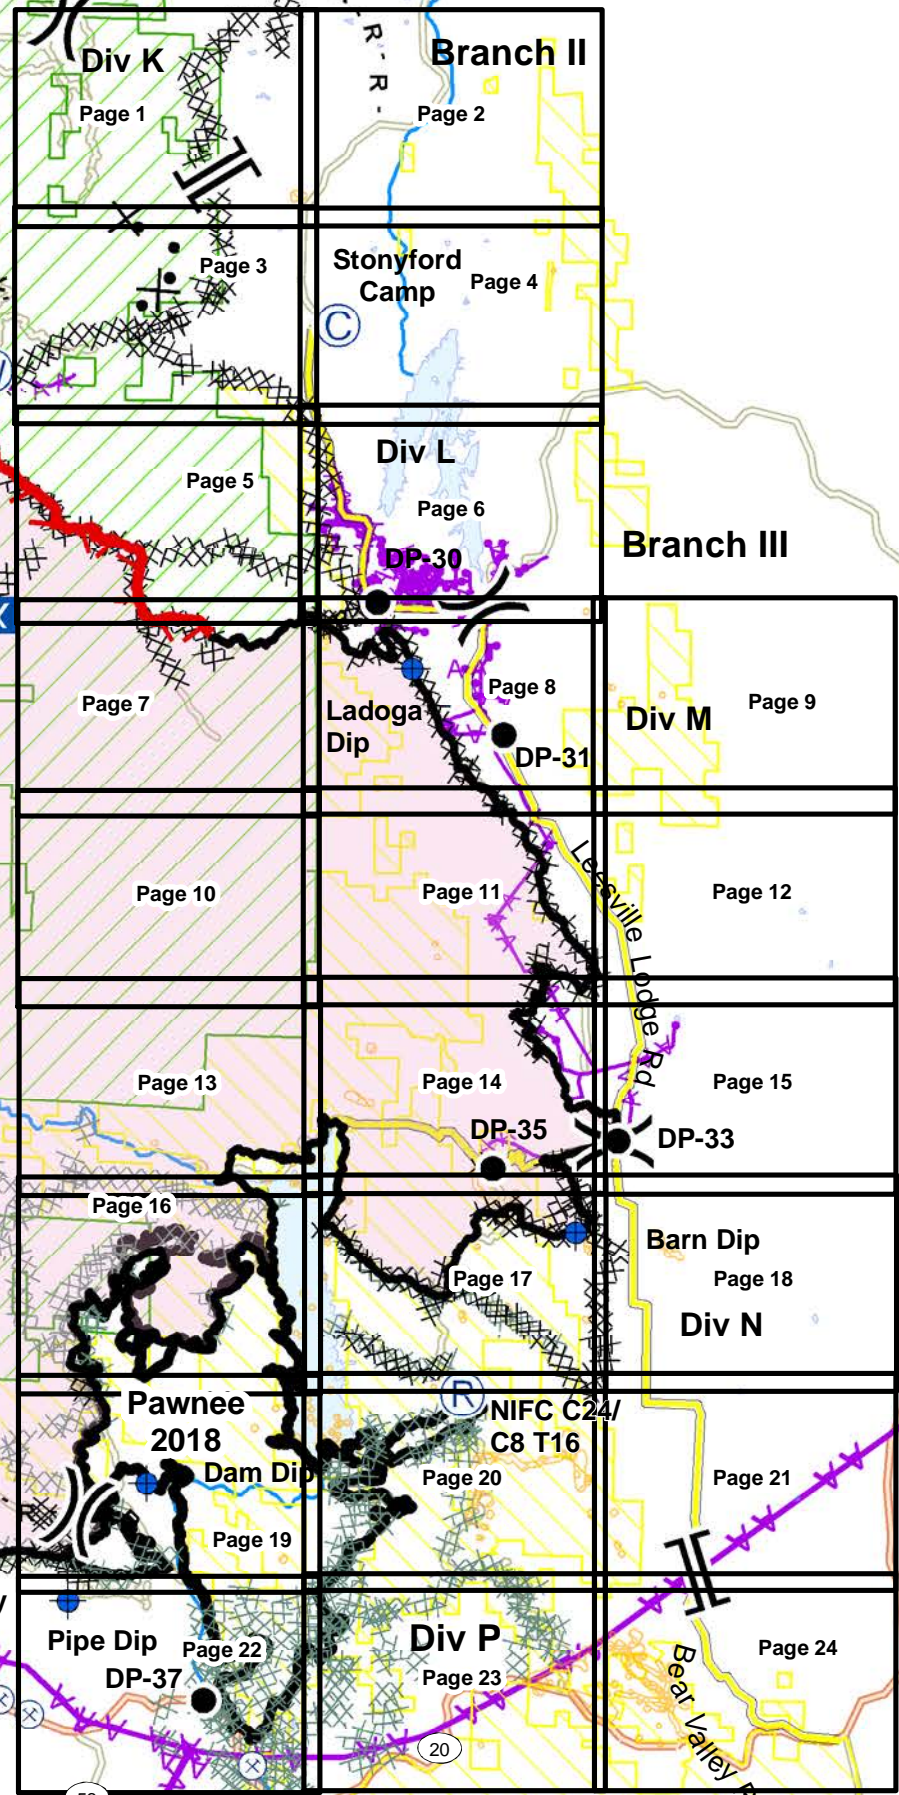 R
R
Branch II
Div K
Page 1
Page 2
Page 3
Stonyford
Camp
Page 4
C
Div L
Page 5
Page 6
Branch III
DP-30
Page 7
Page 8
Page 9
Ladoga
Dip
Div M
DP-31
Leesville Lodge Rd
Page 10
Page 11
Page 12
Page 13
Page 14
Page 15
DP-35
DP-33
Page 16
Barn Dip
Page 17
Page 18
Div N
Pawnee
2018
R
NIFC C24/
C8 T16
Dam Dip
Page 20
Page 21
Page 19
Pipe Dip
Page 22
Div P
Page 24
DP-37
Page 23
Bear Valley
20